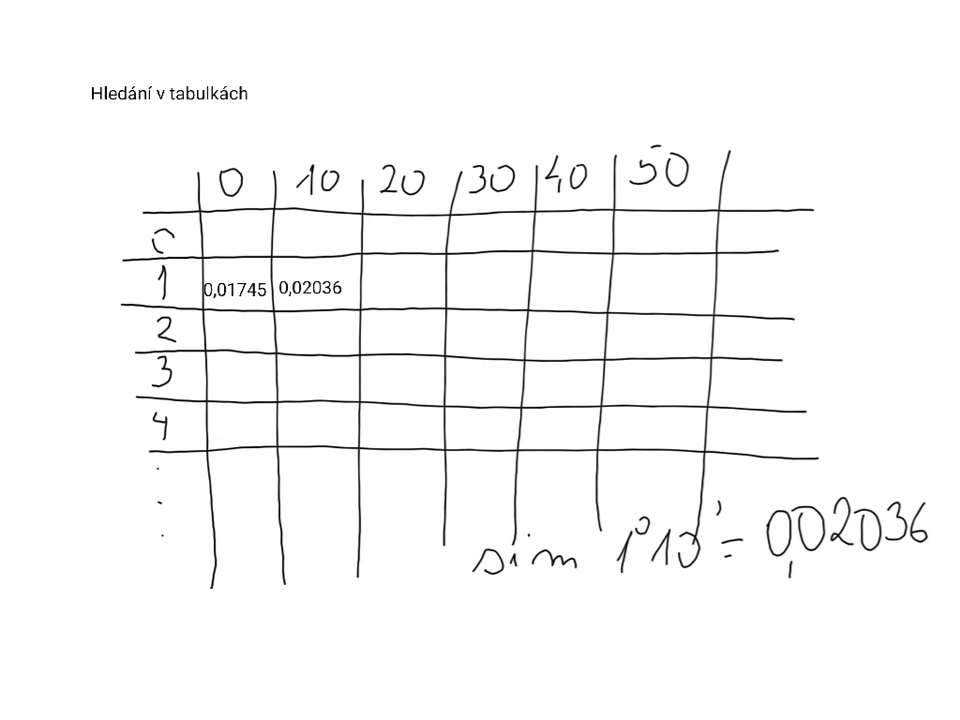 Hledání v tabulkách
0 10 20 30 40 50
0
1 0,01745 0,02036
2
3
4
.
.
.
sin 1°10' = 0,02036